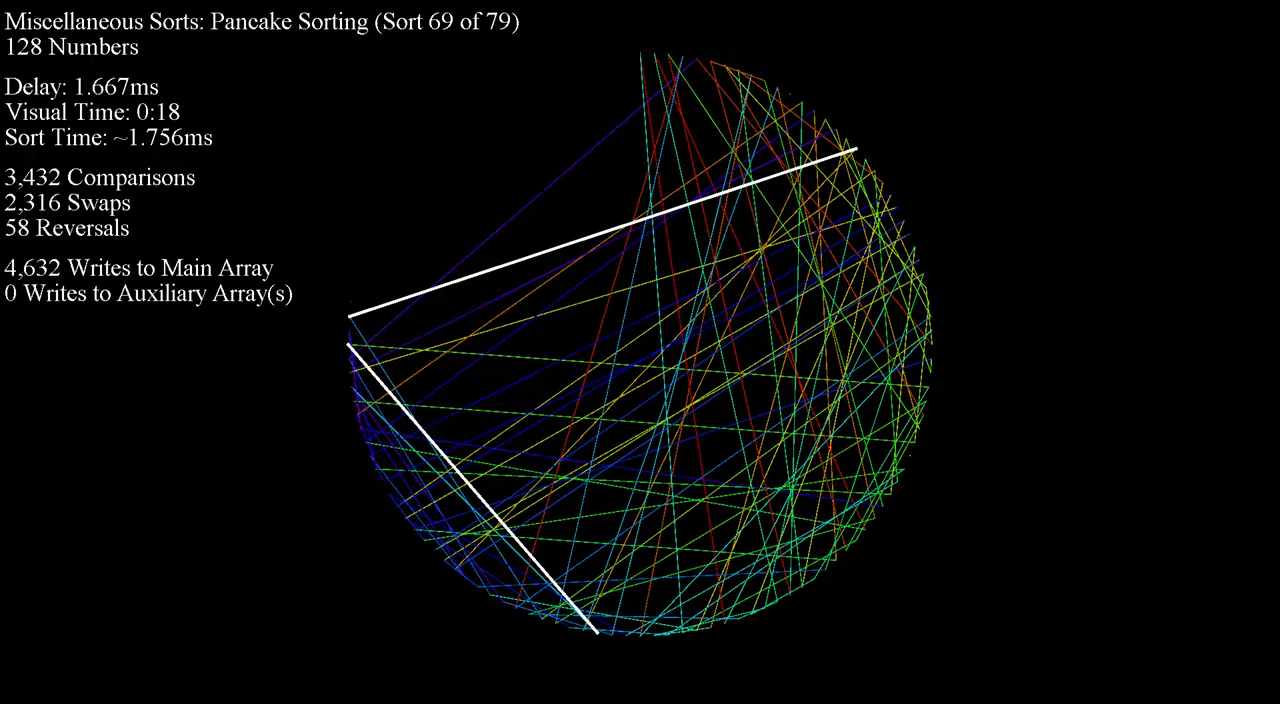 Miscellaneous Sorts: Pancake Sorting (Sort 69 of 79)
128 Numbers
Delay: 1.667ms
Visual Time: 0:18
Sort Time: ~1.756ms
3,432 Comparisons
2,316 Swaps
58 Reversals
4,632 Writes to Main Array
0 Writes to Auxiliary Array(s)